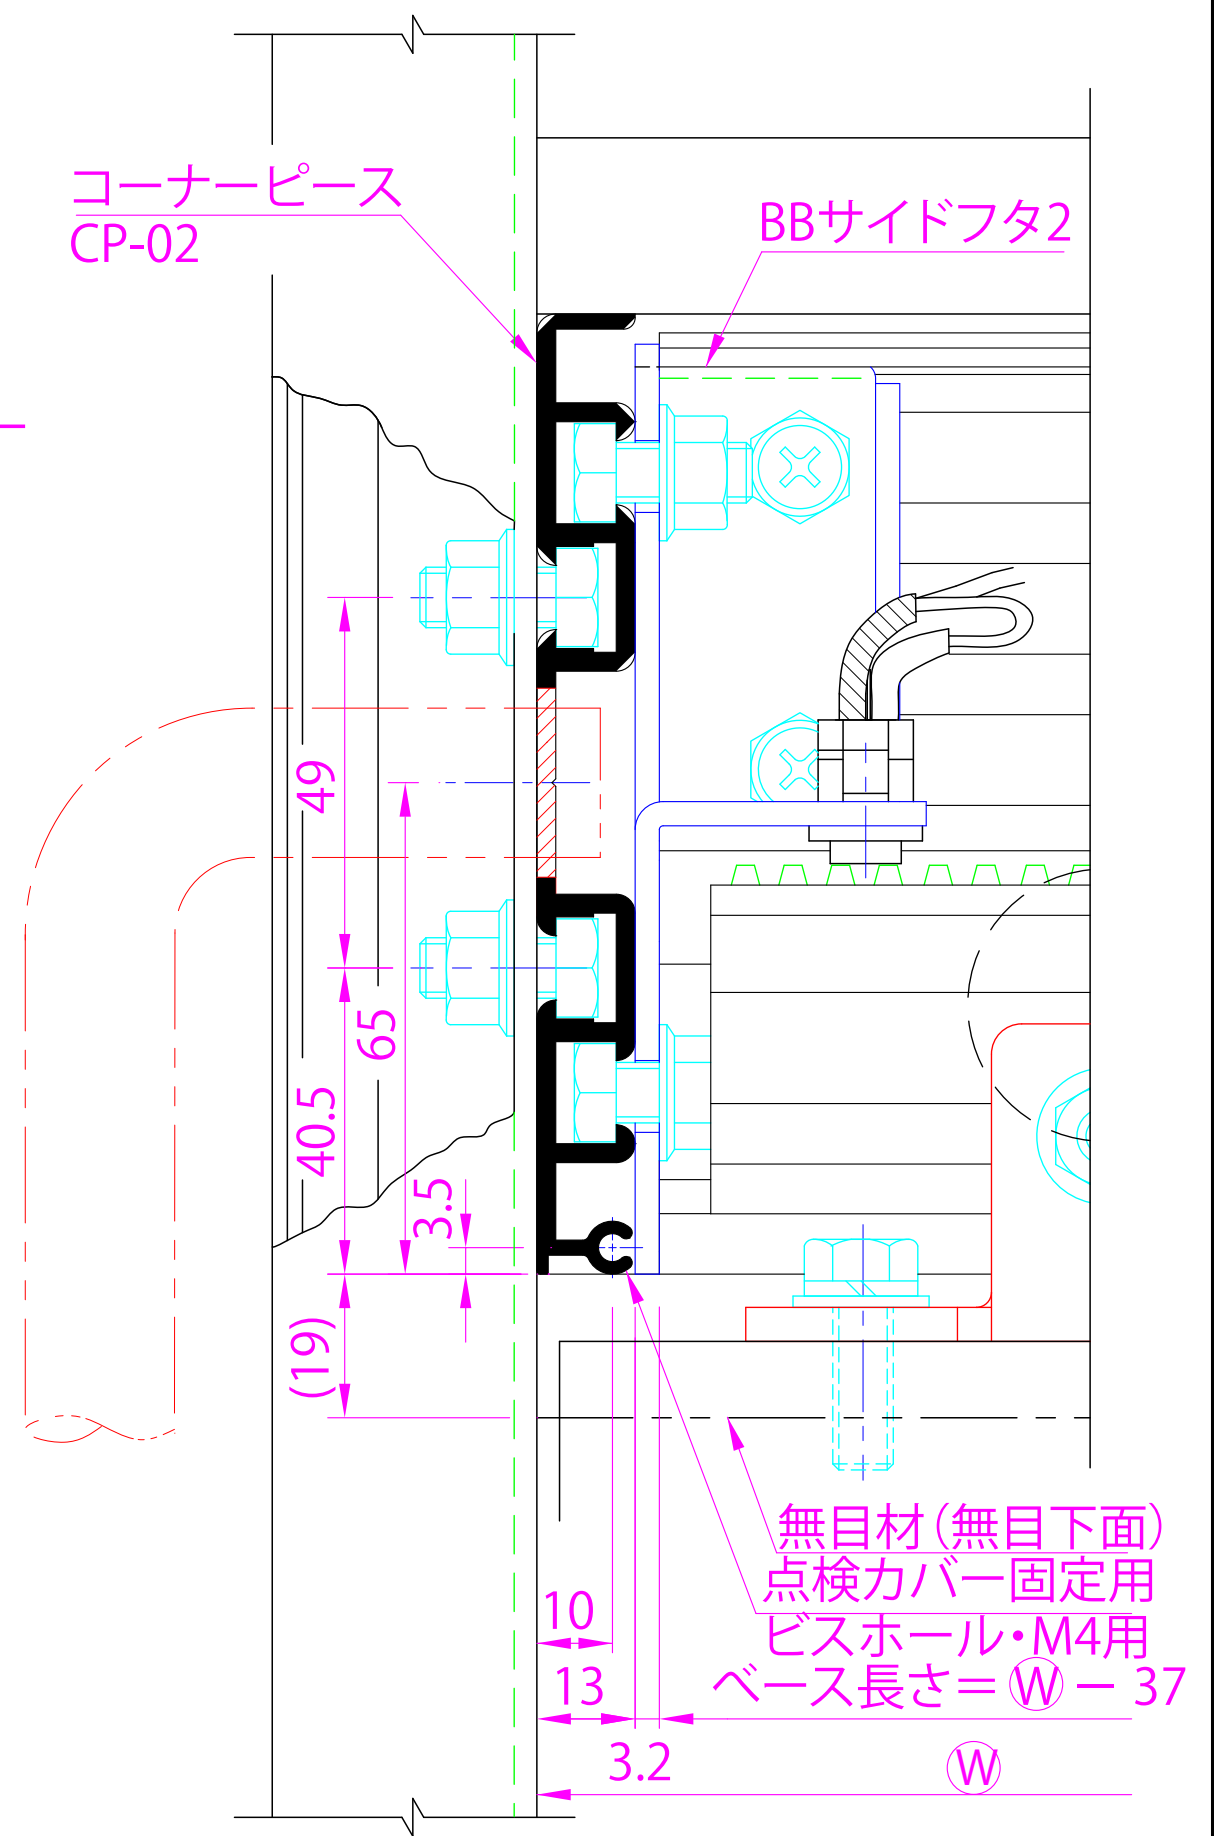 コーナーピース
CP-02
BBサイドフタ2
49
65
40.5
3.5
(19)
無目材(無目下面)
点検カバー固定用
ビスホール・M4用
10
13
ベース長さ=Ⓦ－37
3.2
Ⓦ